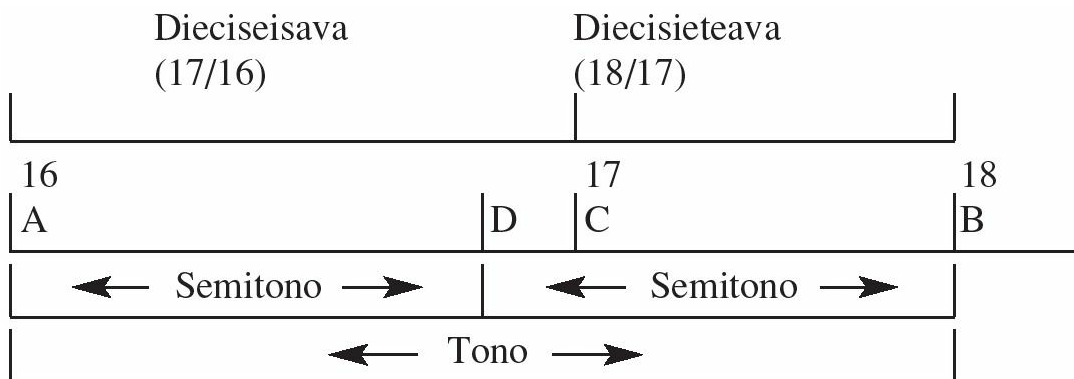 Dieciseisava Diecisieteava
(17/16) (18/17)
16 17 18
A D C B
Semitono Semitono
Tono